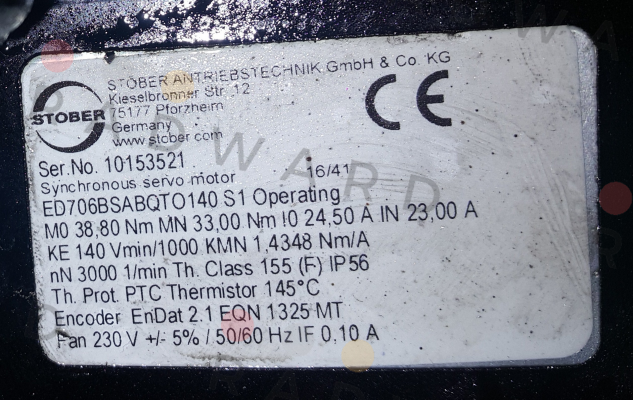 STÖBER ANTRIEBSTECHNIK GmbH & Co. KG
Kieselbronner Str. 12
75177 Pforzheim
Germany
www.stober.com
STOBER
CE
Ser.No. 10153521
Synchronous servo motor 16/41
ED706BSABQTO140 S1 Operating
M0 38,80 Nm MN 33,00 Nm I0 24,50 A IN 23,00 A
KE 140 Vmin/1000 KMN 1,4348 Nm/A
nN 3000 1/min Th. Class 155 (F) IP56
Th. Prot. PTC Thermistor 145°C
Encoder EnDat 2.1 EQN 1325 MT
Fan 230 V +/- 5% / 50/60 Hz IF 0,10 A